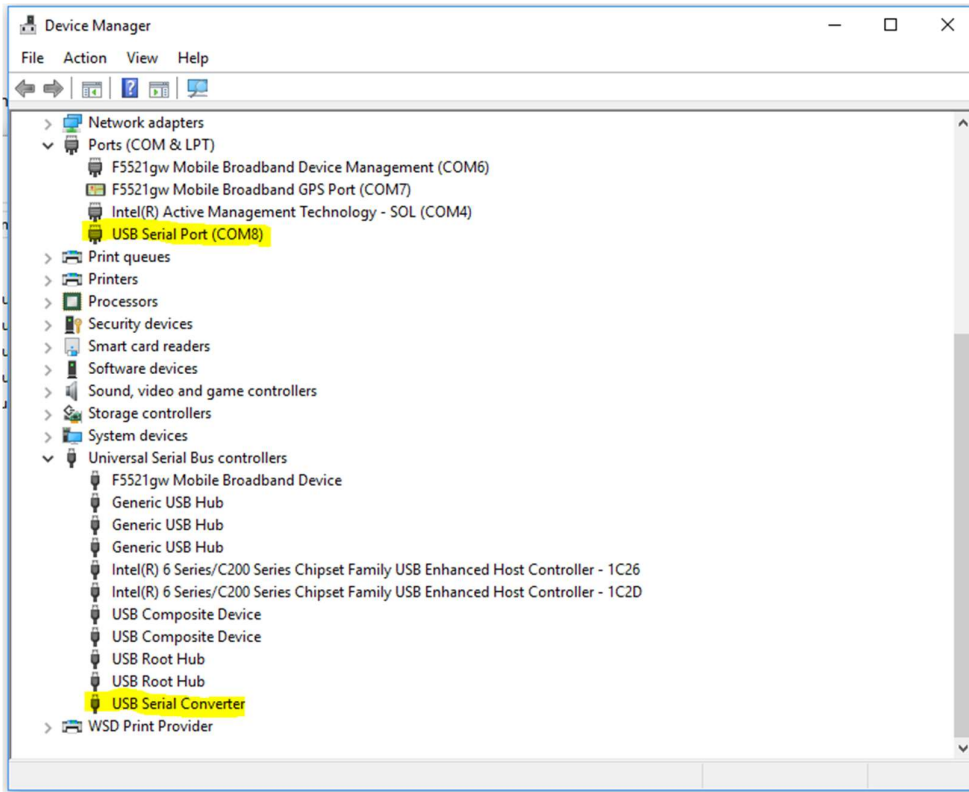 Device Manager
File Action View Help
Network adapters
Ports (COM & LPT)
F5521gw Mobile Broadband Device Management (COM6)
F5521gw Mobile Broadband GPS Port (COM7)
Intel(R) Active Management Technology - SOL (COM4)
USB Serial Port (COM8)
Print queues
Printers
Processors
Security devices
Smart card readers
Software devices
Sound, video and game controllers
Storage controllers
System devices
Universal Serial Bus controllers
F5521gw Mobile Broadband Device
Generic USB Hub
Generic USB Hub
Generic USB Hub
Intel(R) 6 Series/C200 Series Chipset Family USB Enhanced Host Controller - 1C26
Intel(R) 6 Series/C200 Series Chipset Family USB Enhanced Host Controller - 1C2D
USB Composite Device
USB Composite Device
USB Root Hub
USB Root Hub
USB Serial Converter
WSD Print Provider